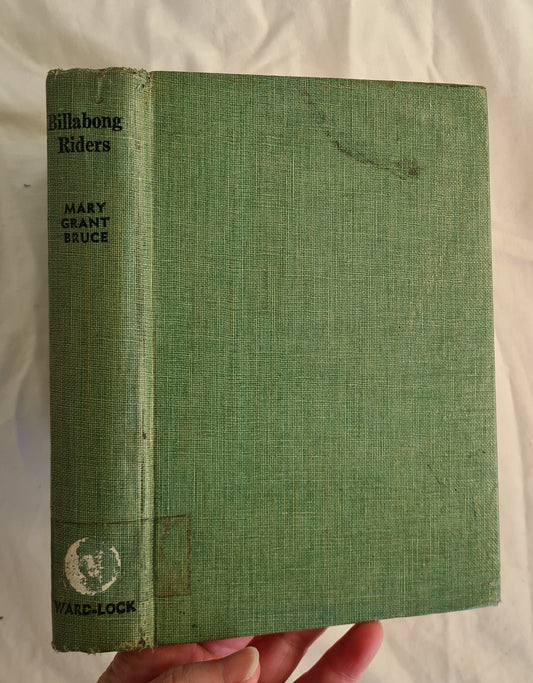 Billabong
Riders
MARY
GRANT
BRUCE
WARD-LOCK